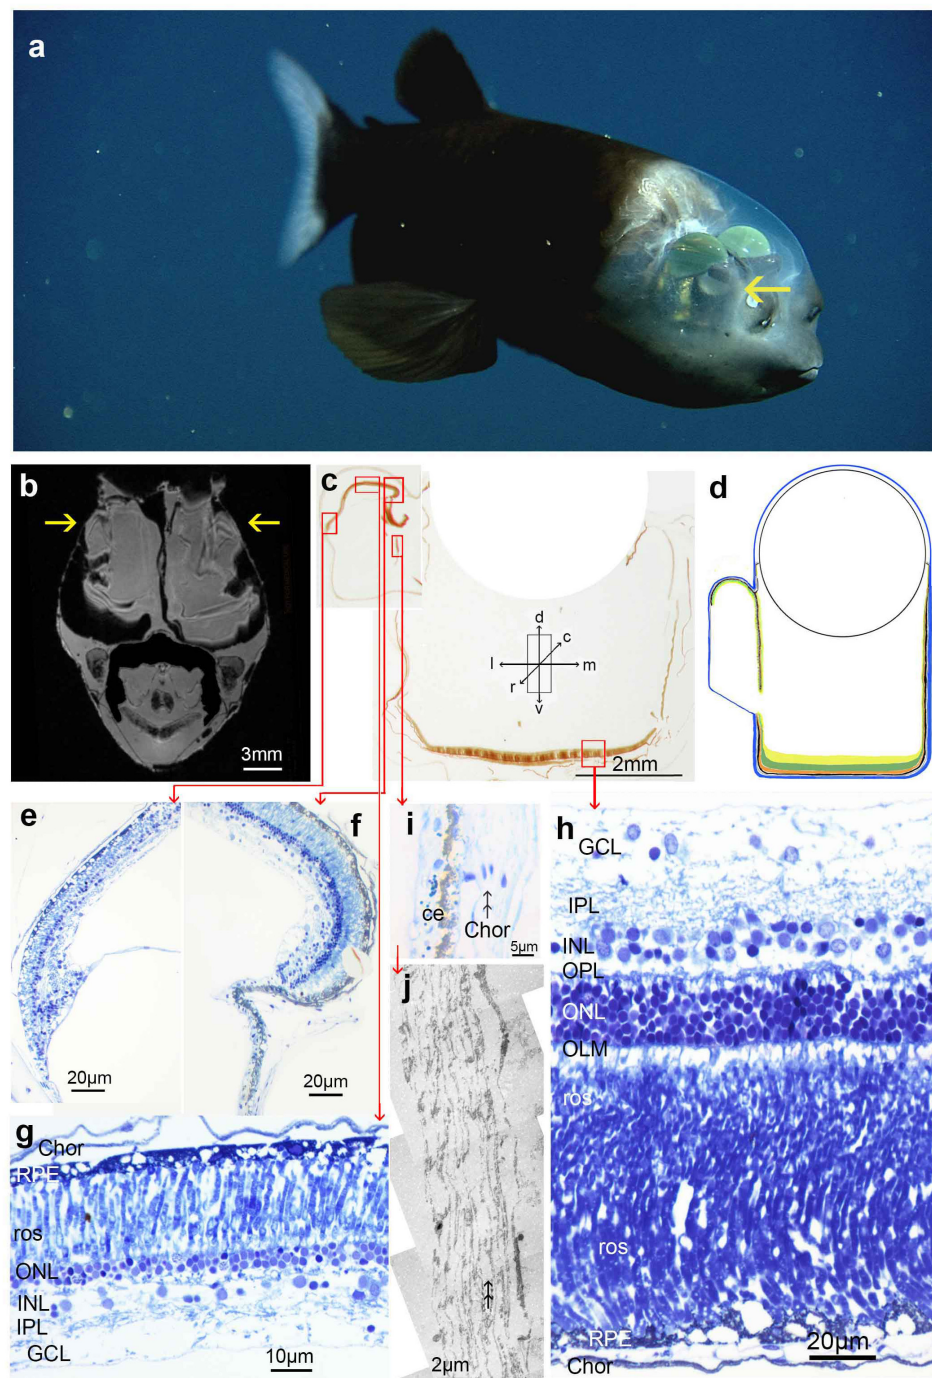 a
b
3mm
c
d
c
l
m
r
v
2mm
d
e
20µm
f
20µm
i
ce
Chor
5µm
j
2µm
g
Chor
RPE
ros
ONL
INL
IPL
GCL
10µm
h
GCL
IPL
INL
OPL
ONL
OLM
ros
ros
RPE
20µm
Chor